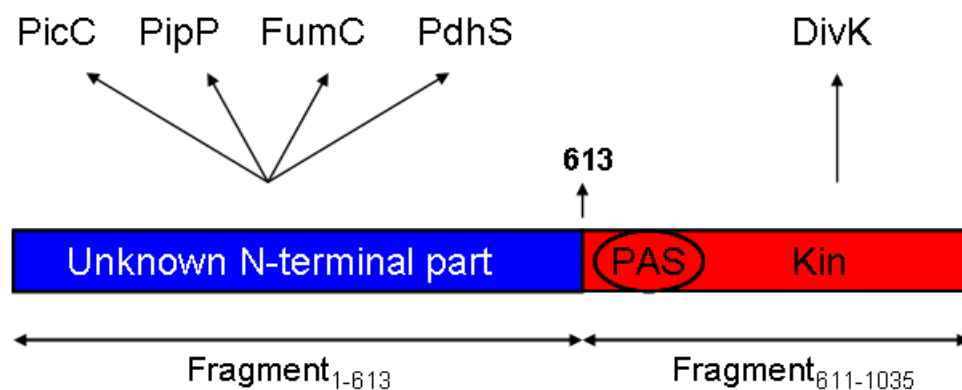 PicC PipP FumC PdhS DivK
613
Unknown N-terminal part PAS Kin
Fragment1-613 Fragment611-1035